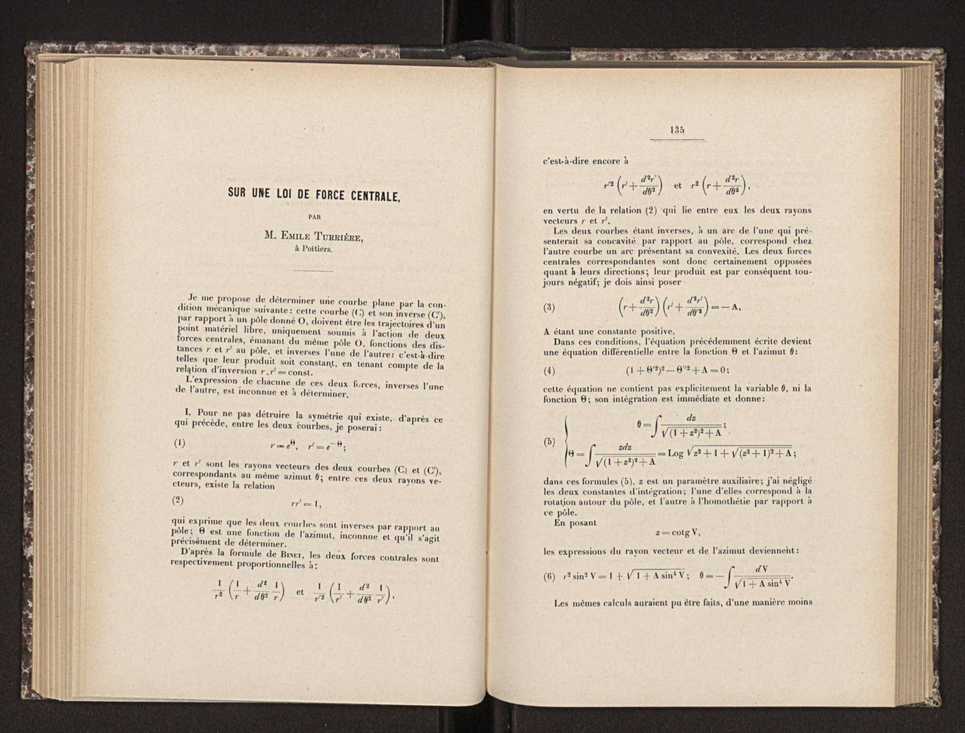 SUR UNE LOI DE FORCE CENTRALE,
PAR
M. EMILE TURRIÈRE,
à Poitiers.
Je me propose de déterminer une courbe plane par la con-
dition mécanique suivante: cette courbe (C) et son inverse (C'),
par rapport à un pôle donné O, doivent être les trajectoires d'un
point matériel libre, uniquement soumis à l'action de deux
forces centrales, émanant du même pôle O, fonctions des dis-
tances r et r' au pôle, et inverses l'une de l'autre: c'est-à-dire
telles que leur produit soit constant, en tenant compte de la
relation d'inversion r.r' = const.
L'expression de chacune de ces deux forces, inverses l'une
de l'autre, est inconnue et à déterminer.
I. Pour ne pas détruire la symétrie qui existe, d'après ce
qui précède, entre les deux courbes, je poserai:
(1) r = e^Θ, r' = e^{−Θ};
r et r' sont les rayons vecteurs des deux courbes (C) et (C'),
correspondants au même azimut θ; entre ces deux rayons ve-
cteurs, existe la relation
(2) rr' = 1,
qui exprime que les deux courbes sont inverses par rapport au
pôle; Θ est une fonction de l'azimut, inconnue et qu'il s'agit
précisément de déterminer.
D'après la formule de BINET, les deux forces centrales sont
respectivement proportionnelles à:
1/r² (1/r + d²/dθ² 1/r) et 1/r'² (1/r' + d²/dθ² 1/r'),
135
c'est-à-dire encore à
r'² (r' + d²r'/dθ²) et r² (r + d²r/dθ²),
en vertu de la relation (2) qui lie entre eux les deux rayons
vecteurs r et r'.
Les deux courbes étant inverses, à un arc de l'une qui pré-
senterait sa concavité par rapport au pôle, correspond chez
l'autre courbe un arc présentant sa convexité. Les deux forces
centrales correspondantes sont donc certainement opposées
quant à leurs directions; leur produit est par conséquent tou-
jours négatif; je dois ainsi poser
(3) (r + d²r/dθ²) (r' + d²r'/dθ²) = − A,
A étant une constante positive.
Dans ces conditions, l'équation précédemment écrite devient
une équation différentielle entre la fonction Θ et l'azimut θ:
(4) (1 + Θ'²)² − Θ''² + A = 0;
cette équation ne contient pas explicitement la variable θ, ni la
fonction Θ; son intégration est immédiate et donne:
(5) { θ = ∫ dz/√((1 + z²)² + A);
Θ = ∫ zdz/√((1 + z²)² + A) = Log √(z² + 1 + √((z² + 1)² + A));
dans ces formules (5), z est un paramètre auxiliaire; j'ai négligé
les deux constantes d'intégration; l'une d'elles correspond à la
rotation autour du pôle, et l'autre à l'homothétie par rapport à
ce pôle.
En posant
z = cotg V,
les expressions du rayon vecteur et de l'azimut deviennent:
(6) r² sin² V = 1 + √(1 + A sin⁴ V); θ = − ∫ dV/√(1 + A sin⁴ V).
Les mêmes calculs auraient pu être faits, d'une manière moins